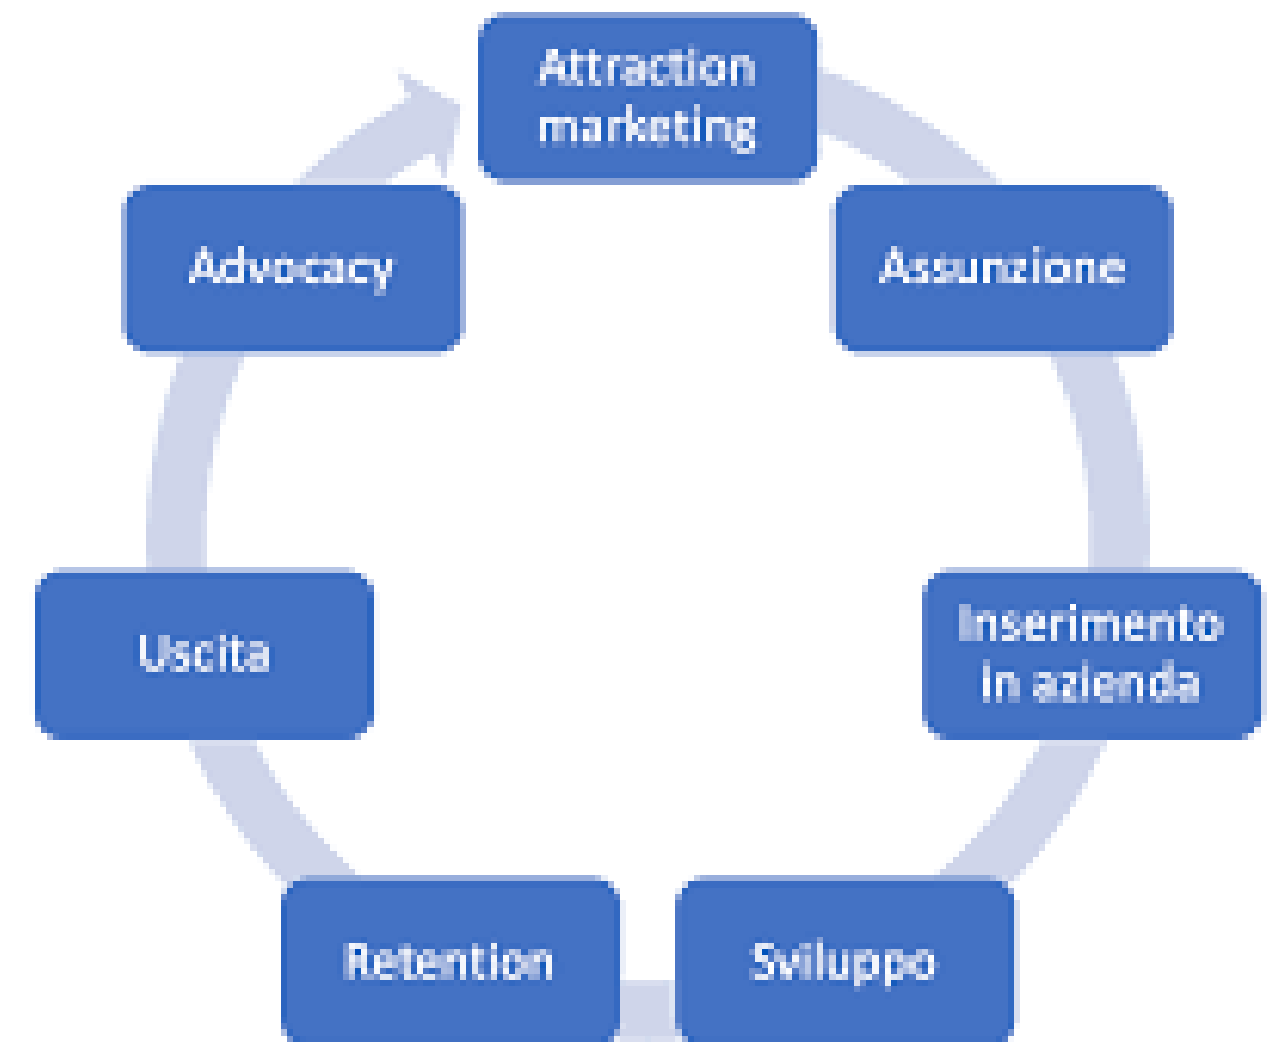 Attraction
marketing
Assunzione
Inserimento
in azienda
Sviluppo
Retention
Uscita
Advocacy